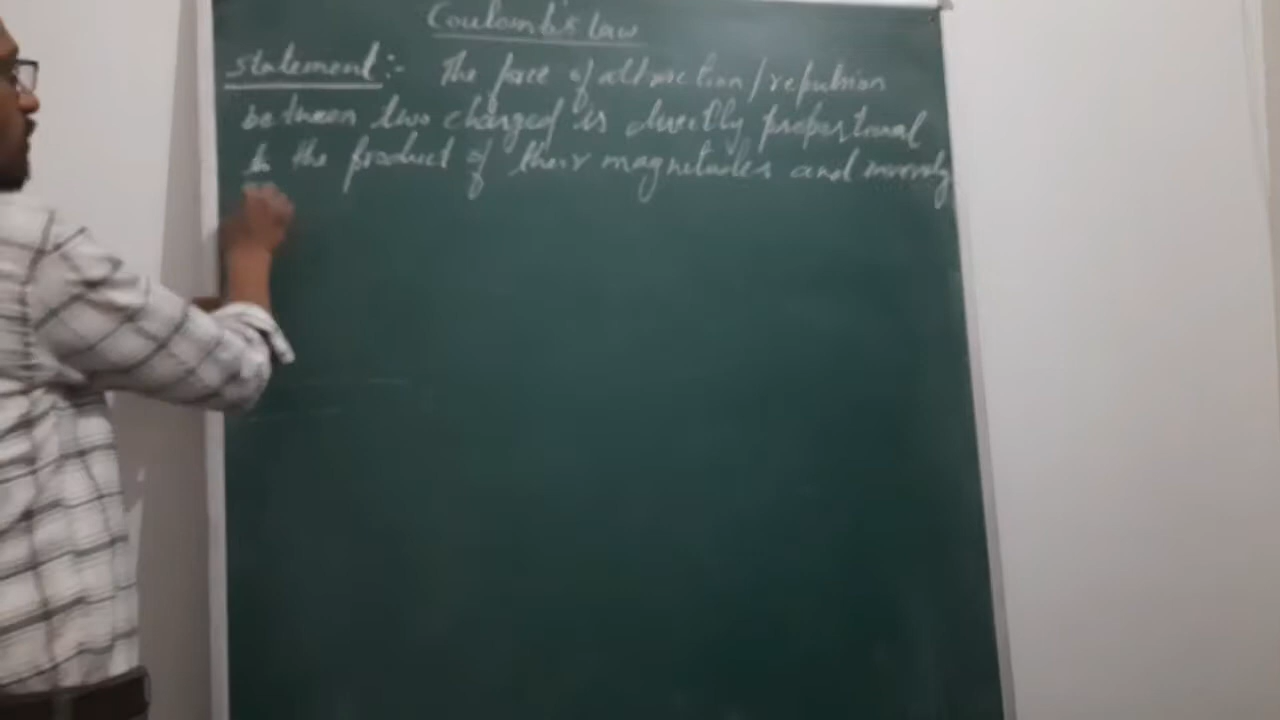 Coulomb's law
Statement:- The force of attraction/repulsion
between two charged is directly proportional
to the product of their magnitudes and inversely